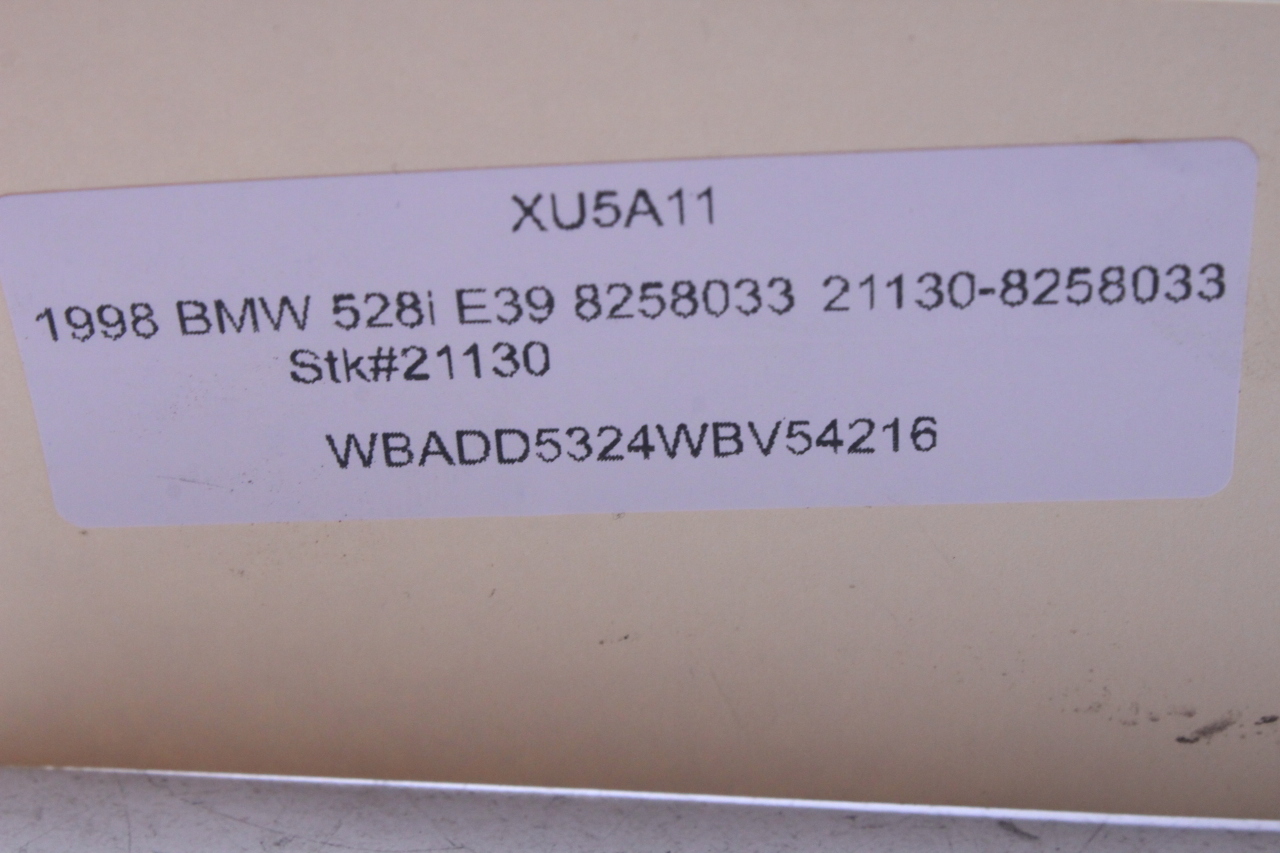 XU5A11
1998 BMW 528i E39 8258033 21130-8258033
Stk#21130
WBADD5324WBV54216